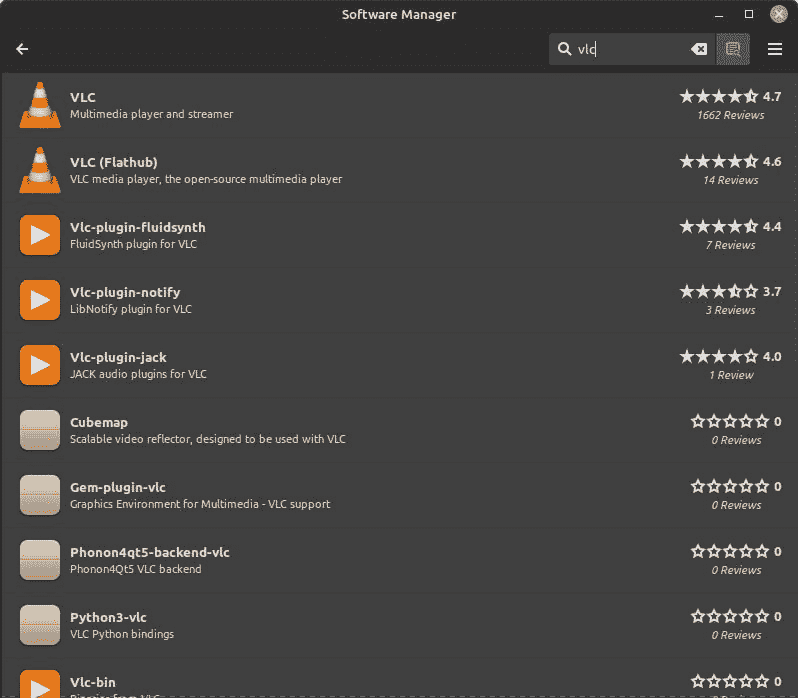 Software Manager
vlc
VLC
Multimedia player and streamer
4.7
1662 Reviews
VLC (Flathub)
VLC media player, the open-source multimedia player
4.6
14 Reviews
Vlc-plugin-fluidsynth
FluidSynth plugin for VLC
4.4
7 Reviews
Vlc-plugin-notify
LibNotify plugin for VLC
3.7
3 Reviews
Vlc-plugin-jack
JACK audio plugins for VLC
4.0
1 Review
Cubemap
Scalable video reflector, designed to be used with VLC
0
0 Reviews
Gem-plugin-vlc
Graphics Environment for Multimedia - VLC support
0
0 Reviews
Phonon4qt5-backend-vlc
Phonon4Qt5 VLC backend
0
0 Reviews
Python3-vlc
VLC Python bindings
0
0 Reviews
Vlc-bin
Binaries from VLC
0
0 Reviews